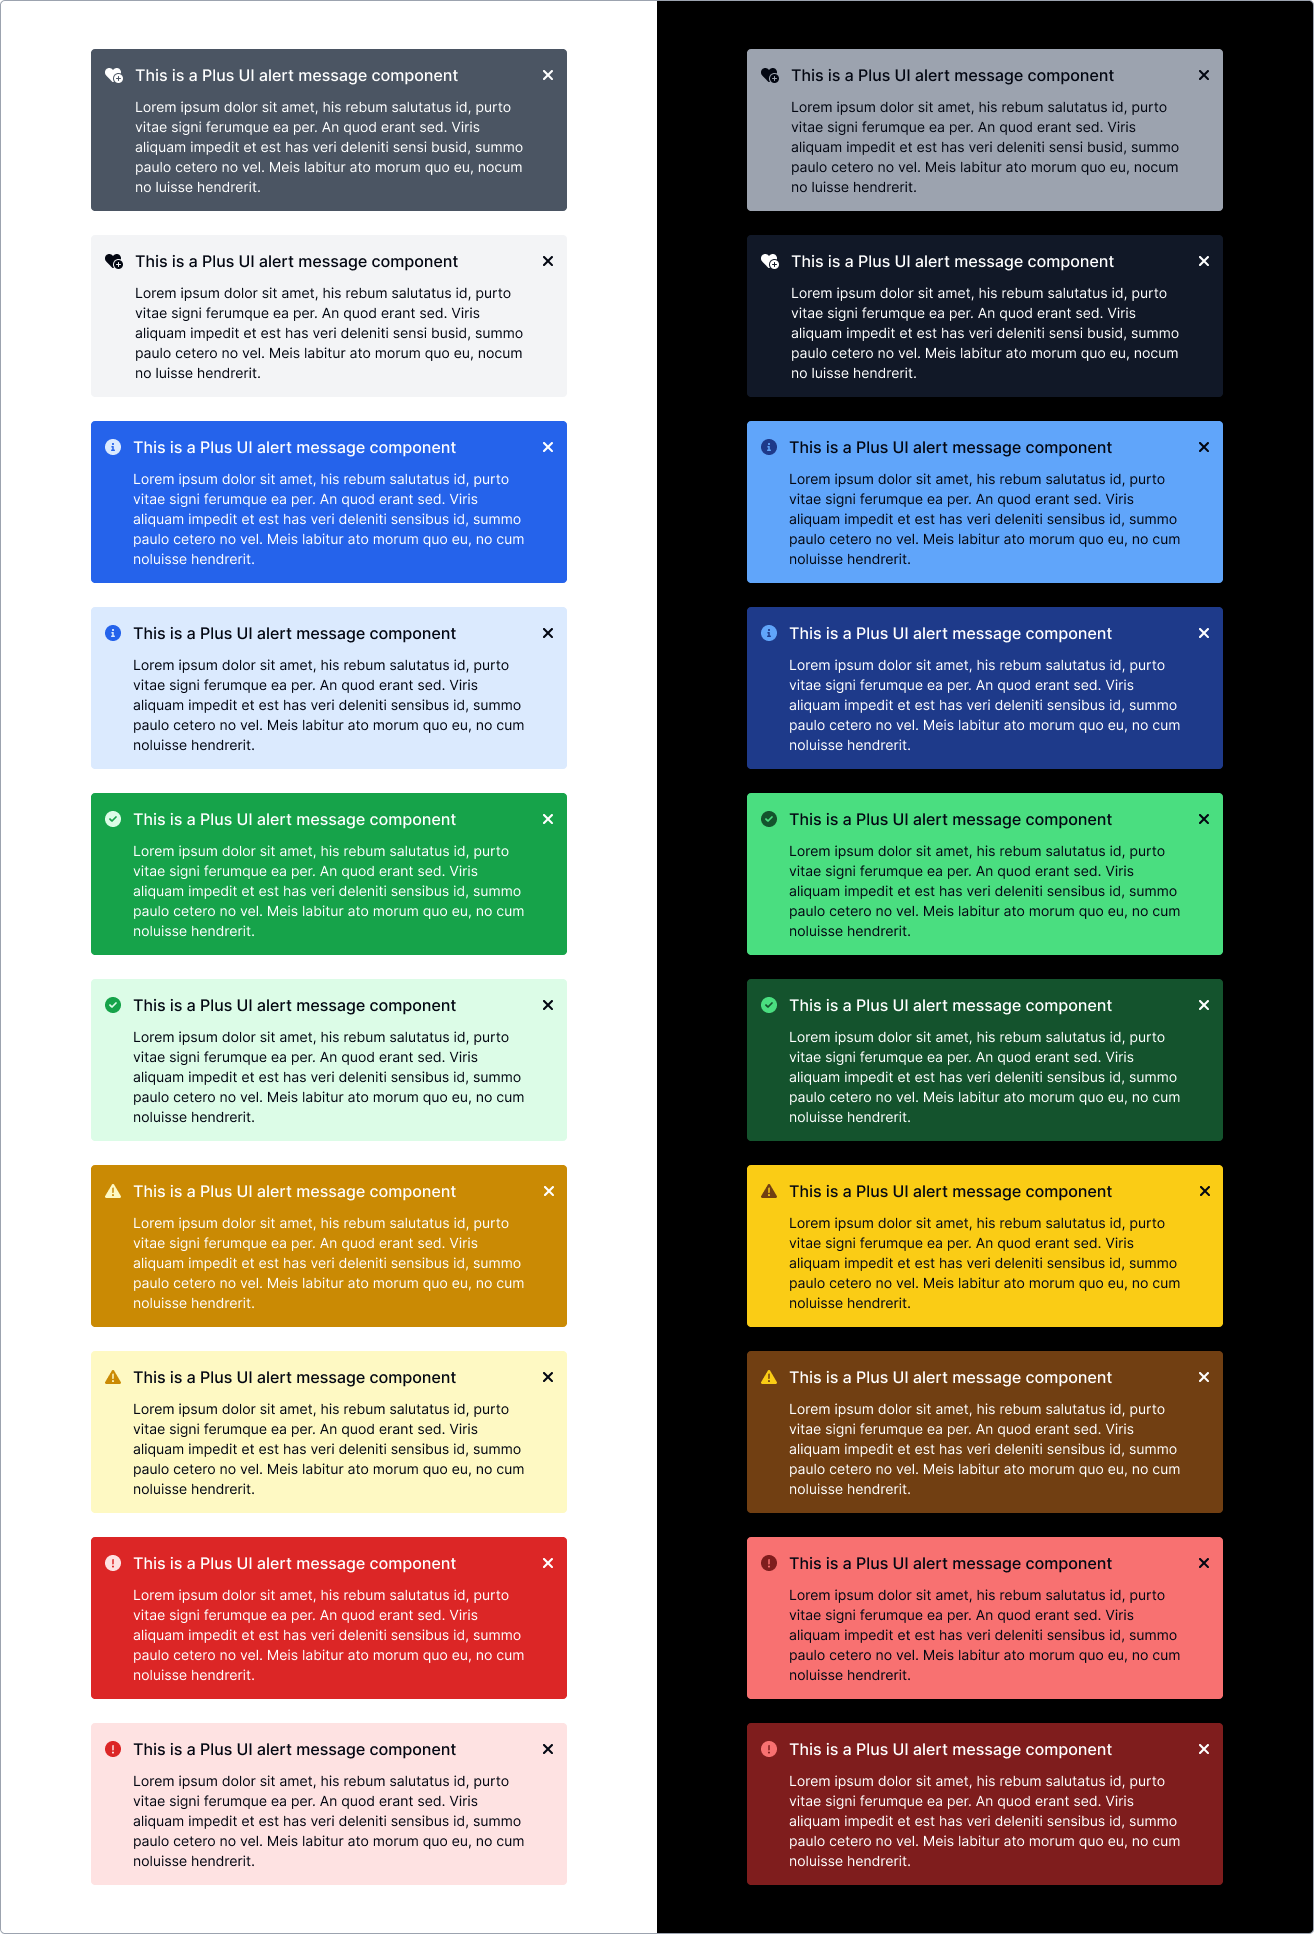 This is a Plus UI alert message component
Lorem ipsum dolor sit amet, his rebum salutatus id, purto
vitae signi ferumque ea per. An quod erant sed. Viris
aliquam impedit et est has veri deleniti sensi busid, summo
paulo cetero no vel. Meis labitur ato morum quo eu, nocum
no luisse hendrerit.
This is a Plus UI alert message component
Lorem ipsum dolor sit amet, his rebum salutatus id, purto
vitae signi ferumque ea per. An quod erant sed. Viris
aliquam impedit et est has veri deleniti sensi busid, summo
paulo cetero no vel. Meis labitur ato morum quo eu, nocum
no luisse hendrerit.
This is a Plus UI alert message component
Lorem ipsum dolor sit amet, his rebum salutatus id, purto
vitae signi ferumque ea per. An quod erant sed. Viris
aliquam impedit et est has veri deleniti sensibus id, summo
paulo cetero no vel. Meis labitur ato morum quo eu, no cum
noluisse hendrerit.
This is a Plus UI alert message component
Lorem ipsum dolor sit amet, his rebum salutatus id, purto
vitae signi ferumque ea per. An quod erant sed. Viris
aliquam impedit et est has veri deleniti sensibus id, summo
paulo cetero no vel. Meis labitur ato morum quo eu, no cum
noluisse hendrerit.
This is a Plus UI alert message component
Lorem ipsum dolor sit amet, his rebum salutatus id, purto
vitae signi ferumque ea per. An quod erant sed. Viris
aliquam impedit et est has veri deleniti sensibus id, summo
paulo cetero no vel. Meis labitur ato morum quo eu, no cum
noluisse hendrerit.
This is a Plus UI alert message component
Lorem ipsum dolor sit amet, his rebum salutatus id, purto
vitae signi ferumque ea per. An quod erant sed. Viris
aliquam impedit et est has veri deleniti sensibus id, summo
paulo cetero no vel. Meis labitur ato morum quo eu, no cum
noluisse hendrerit.
This is a Plus UI alert message component
Lorem ipsum dolor sit amet, his rebum salutatus id, purto
vitae signi ferumque ea per. An quod erant sed. Viris
aliquam impedit et est has veri deleniti sensibus id, summo
paulo cetero no vel. Meis labitur ato morum quo eu, no cum
noluisse hendrerit.
This is a Plus UI alert message component
Lorem ipsum dolor sit amet, his rebum salutatus id, purto
vitae signi ferumque ea per. An quod erant sed. Viris
aliquam impedit et est has veri deleniti sensibus id, summo
paulo cetero no vel. Meis labitur ato morum quo eu, no cum
noluisse hendrerit.
This is a Plus UI alert message component
Lorem ipsum dolor sit amet, his rebum salutatus id, purto
vitae signi ferumque ea per. An quod erant sed. Viris
aliquam impedit et est has veri deleniti sensibus id, summo
paulo cetero no vel. Meis labitur ato morum quo eu, no cum
noluisse hendrerit.
This is a Plus UI alert message component
Lorem ipsum dolor sit amet, his rebum salutatus id, purto
vitae signi ferumque ea per. An quod erant sed. Viris
aliquam impedit et est has veri deleniti sensibus id, summo
paulo cetero no vel. Meis labitur ato morum quo eu, no cum
noluisse hendrerit.
This is a Plus UI alert message component
Lorem ipsum dolor sit amet, his rebum salutatus id, purto
vitae signi ferumque ea per. An quod erant sed. Viris
aliquam impedit et est has veri deleniti sensi busid, summo
paulo cetero no vel. Meis labitur ato morum quo eu, nocum
no luisse hendrerit.
This is a Plus UI alert message component
Lorem ipsum dolor sit amet, his rebum salutatus id, purto
vitae signi ferumque ea per. An quod erant sed. Viris
aliquam impedit et est has veri deleniti sensi busid, summo
paulo cetero no vel. Meis labitur ato morum quo eu, nocum
no luisse hendrerit.
This is a Plus UI alert message component
Lorem ipsum dolor sit amet, his rebum salutatus id, purto
vitae signi ferumque ea per. An quod erant sed. Viris
aliquam impedit et est has veri deleniti sensibus id, summo
paulo cetero no vel. Meis labitur ato morum quo eu, no cum
noluisse hendrerit.
This is a Plus UI alert message component
Lorem ipsum dolor sit amet, his rebum salutatus id, purto
vitae signi ferumque ea per. An quod erant sed. Viris
aliquam impedit et est has veri deleniti sensibus id, summo
paulo cetero no vel. Meis labitur ato morum quo eu, no cum
noluisse hendrerit.
This is a Plus UI alert message component
Lorem ipsum dolor sit amet, his rebum salutatus id, purto
vitae signi ferumque ea per. An quod erant sed. Viris
aliquam impedit et est has veri deleniti sensibus id, summo
paulo cetero no vel. Meis labitur ato morum quo eu, no cum
noluisse hendrerit.
This is a Plus UI alert message component
Lorem ipsum dolor sit amet, his rebum salutatus id, purto
vitae signi ferumque ea per. An quod erant sed. Viris
aliquam impedit et est has veri deleniti sensibus id, summo
paulo cetero no vel. Meis labitur ato morum quo eu, no cum
noluisse hendrerit.
This is a Plus UI alert message component
Lorem ipsum dolor sit amet, his rebum salutatus id, purto
vitae signi ferumque ea per. An quod erant sed. Viris
aliquam impedit et est has veri deleniti sensibus id, summo
paulo cetero no vel. Meis labitur ato morum quo eu, no cum
noluisse hendrerit.
This is a Plus UI alert message component
Lorem ipsum dolor sit amet, his rebum salutatus id, purto
vitae signi ferumque ea per. An quod erant sed. Viris
aliquam impedit et est has veri deleniti sensibus id, summo
paulo cetero no vel. Meis labitur ato morum quo eu, no cum
noluisse hendrerit.
This is a Plus UI alert message component
Lorem ipsum dolor sit amet, his rebum salutatus id, purto
vitae signi ferumque ea per. An quod erant sed. Viris
aliquam impedit et est has veri deleniti sensibus id, summo
paulo cetero no vel. Meis labitur ato morum quo eu, no cum
noluisse hendrerit.
This is a Plus UI alert message component
Lorem ipsum dolor sit amet, his rebum salutatus id, purto
vitae signi ferumque ea per. An quod erant sed. Viris
aliquam impedit et est has veri deleniti sensibus id, summo
paulo cetero no vel. Meis labitur ato morum quo eu, no cum
noluisse hendrerit.